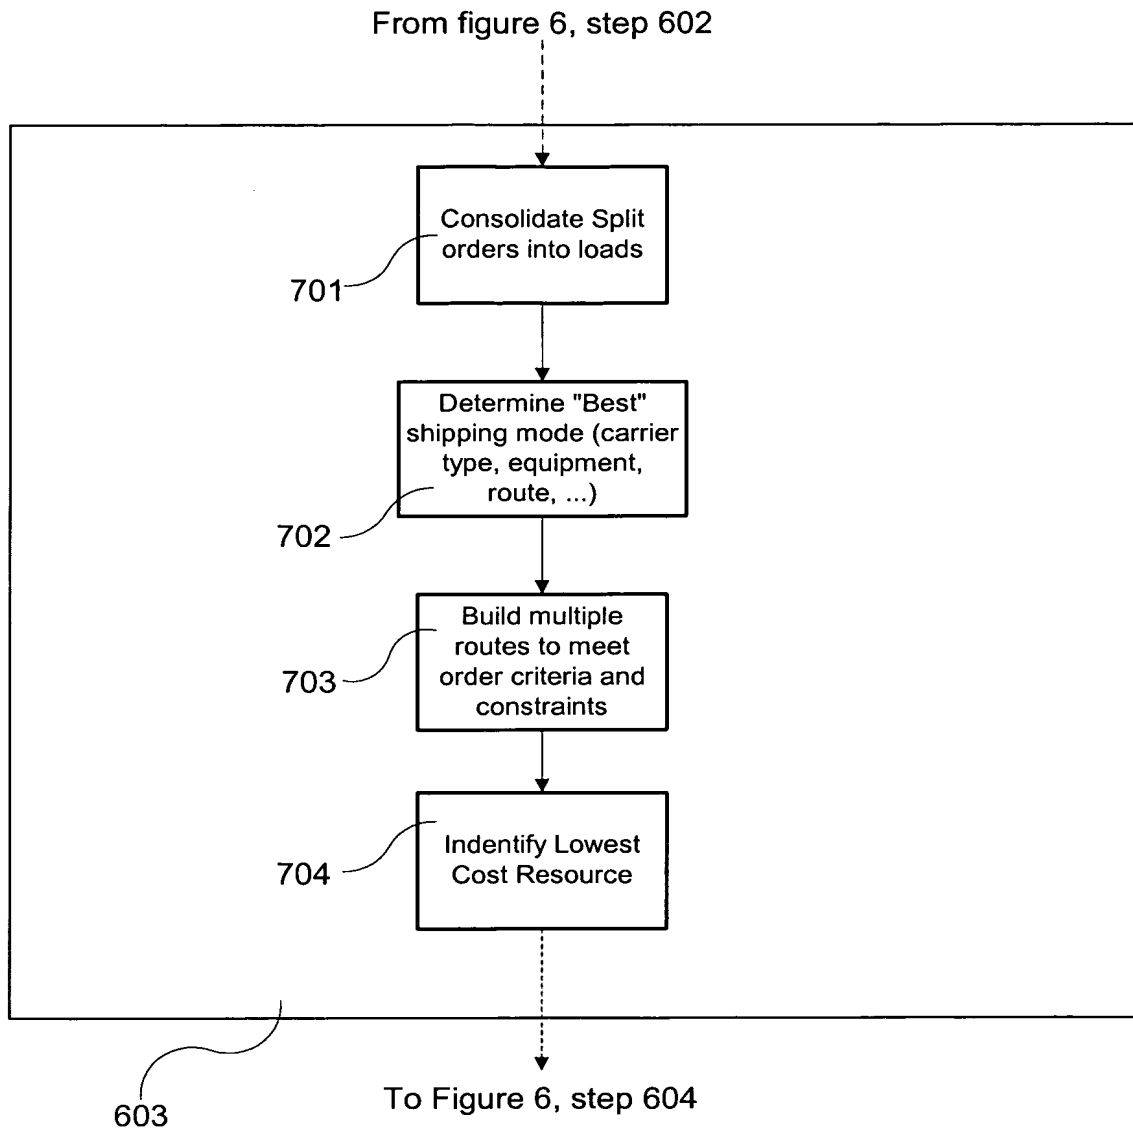 From figure 6, step 602
Consolidate Split
orders into loads
701
Determine "Best"
shipping mode (carrier
type, equipment,
route, ...)
702
Build multiple
routes to meet
order criteria and
constraints
703
Indentify Lowest
Cost Resource
704
603
To Figure 6, step 604